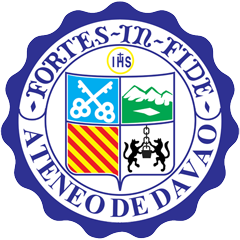 FORTES-IN-FIDE
IHS
ATENEO DE DAVAO